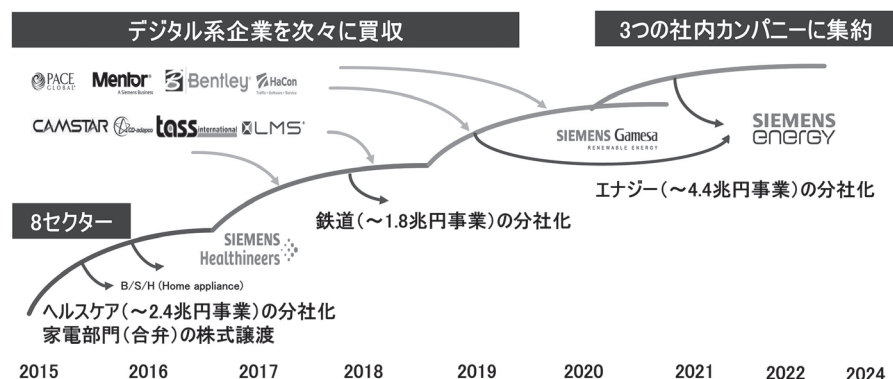 デジタル系企業を次々に買収
3つの社内カンパニーに集約
PACE GLOBAL
Mentor®
A Siemens Business
Bentley®
HaCon
CAMSTAR
CD-adapco
tass international
LMS®
SIEMENS Gamesa
RENEWABLE ENERGY
SIEMENS
energy
エナジー(~4.4兆円事業)の分社化
8セクター
鉄道(~1.8兆円事業)の分社化
SIEMENS
Healthineers
B/S/H (Home appliance)
ヘルスケア(~2.4兆円事業)の分社化
家電部門(合弁)の株式譲渡
2015 2016 2017 2018 2019 2020 2021 2022 2024